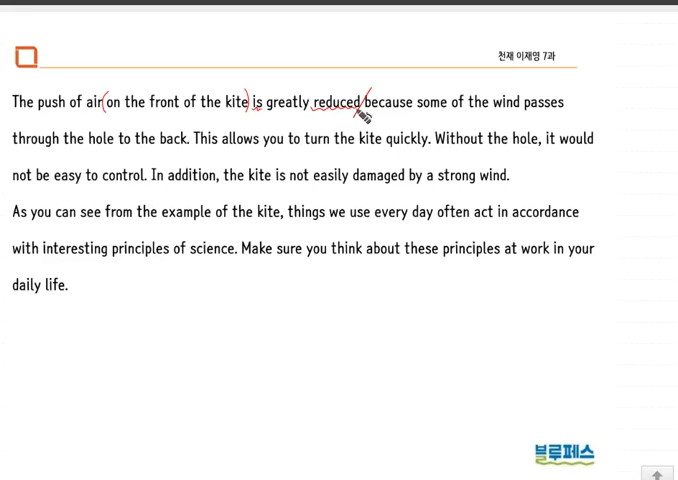 천재 이재영 7과
The push of air on the front of the kite is greatly reduced because some of the wind passes
through the hole to the back. This allows you to turn the kite quickly. Without the hole, it would
not be easy to control. In addition, the kite is not easily damaged by a strong wind.
As you can see from the example of the kite, things we use every day often act in accordance
with interesting principles of science. Make sure you think about these principles at work in your
daily life.
블루페스